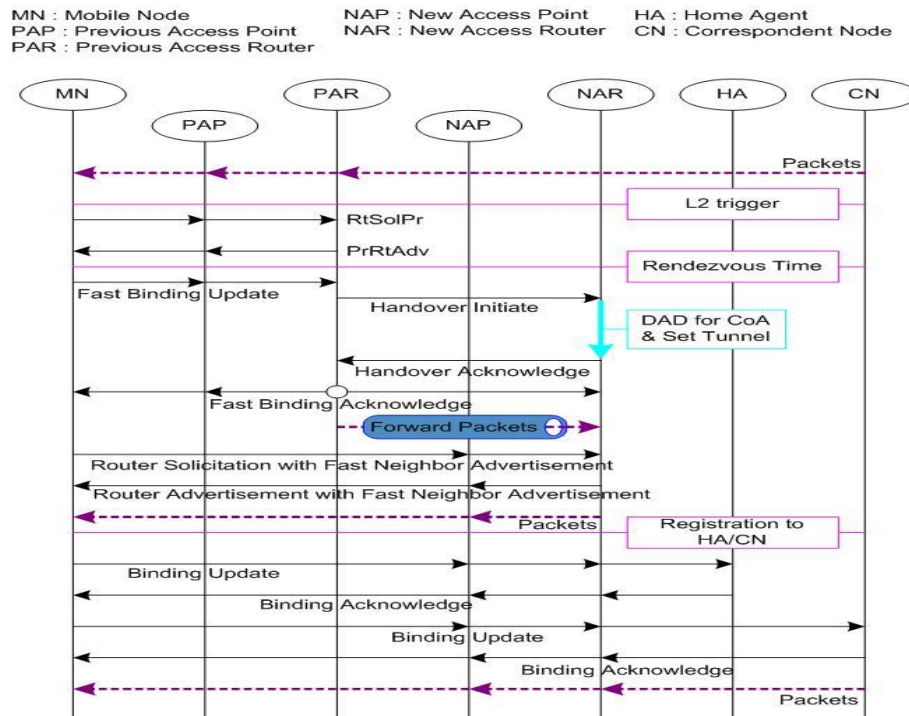 MN : Mobile Node
NAP : New Access Point
HA : Home Agent
PAP : Previous Access Point
NAR : New Access Router
CN : Correspondent Node
PAR : Previous Access Router
MN
PAR
NAR
HA
CN
PAP
NAP
Packets
L2 trigger
RtSolPr
PrRtAdv
Rendezvous Time
Fast Binding Update
Handover Initiate
DAD for CoA
& Set Tunnel
Handover Acknowledge
Fast Binding Acknowledge
Forward Packets
Router Solicitation with Fast Neighbor Advertisement
Router Advertisement with Fast Neighbor Advertisement
Packets
Registration to
HA/CN
Binding Update
Binding Acknowledge
Binding Update
Binding Acknowledge
Packets